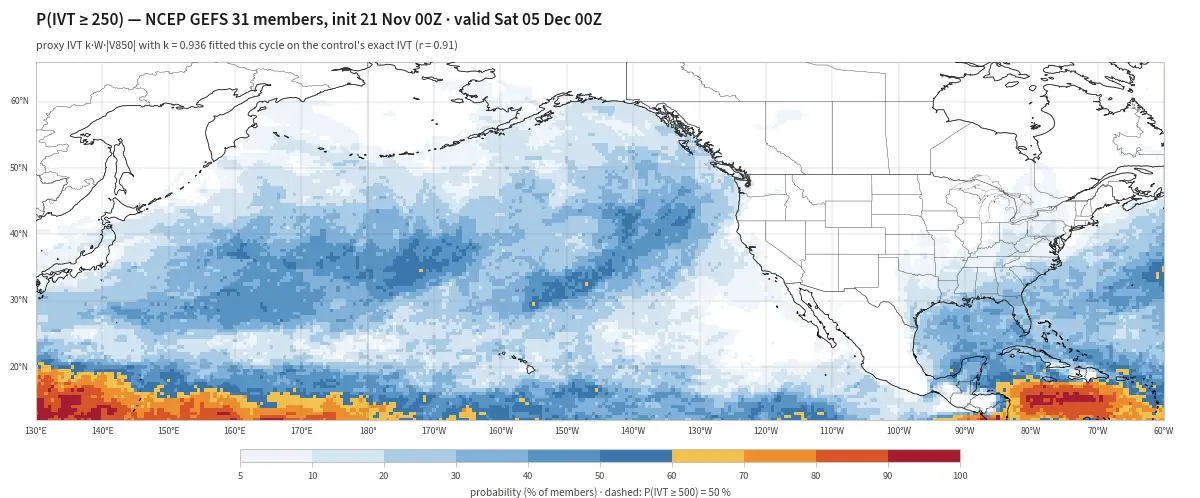 P(IVT ≥ 250) — NCEP GEFS 31 members, init 21 Nov 00Z · valid Sat 05 Dec 00Z
proxy IVT k·W·|V850| with k = 0.936 fitted this cycle on the control's exact IVT (r = 0.91)
60°N
50°N
40°N
30°N
20°N
130°E 140°E 150°E 160°E 170°E 180° 170°W 160°W 150°W 140°W 130°W 120°W 110°W 100°W 90°W 80°W 70°W 60°W
5 10 20 30 40 50 60 70 80 90 100
probability (% of members) · dashed: P(IVT ≥ 500) = 50 %